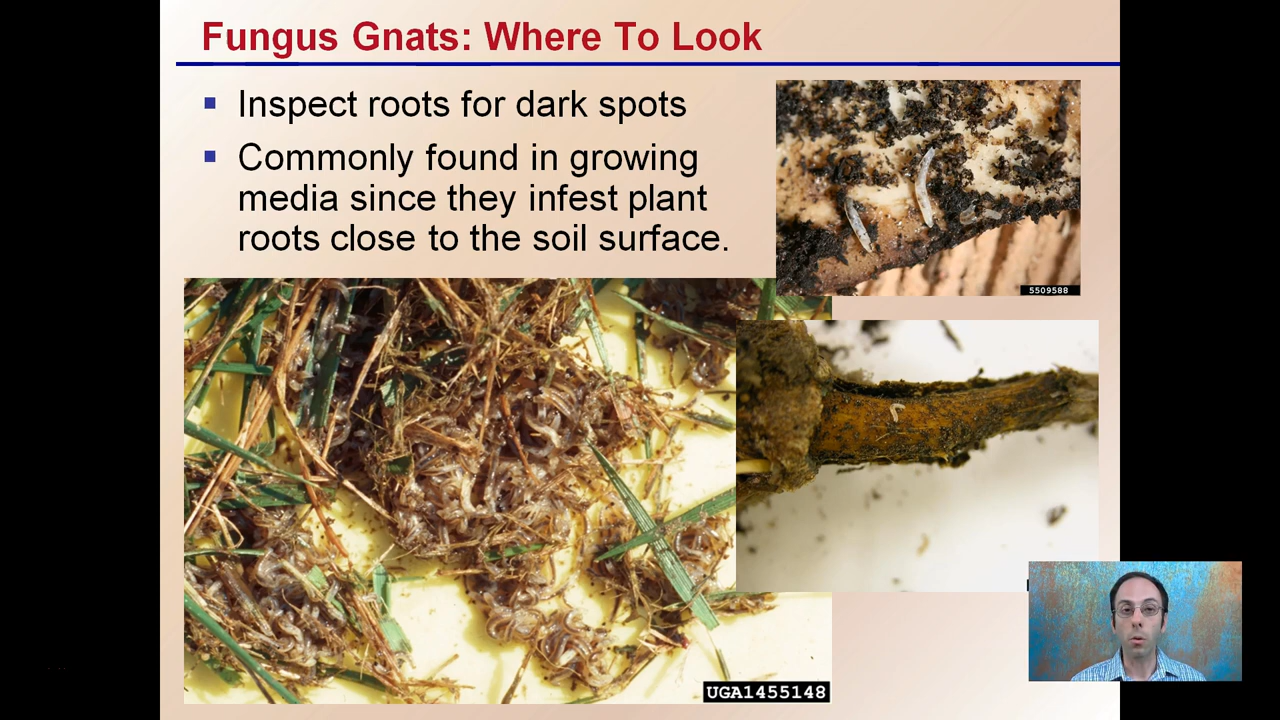 Fungus Gnats: Where To Look
▪ Inspect roots for dark spots
▪ Commonly found in growing
media since they infest plant
roots close to the soil surface.
5509588
UGA1455148